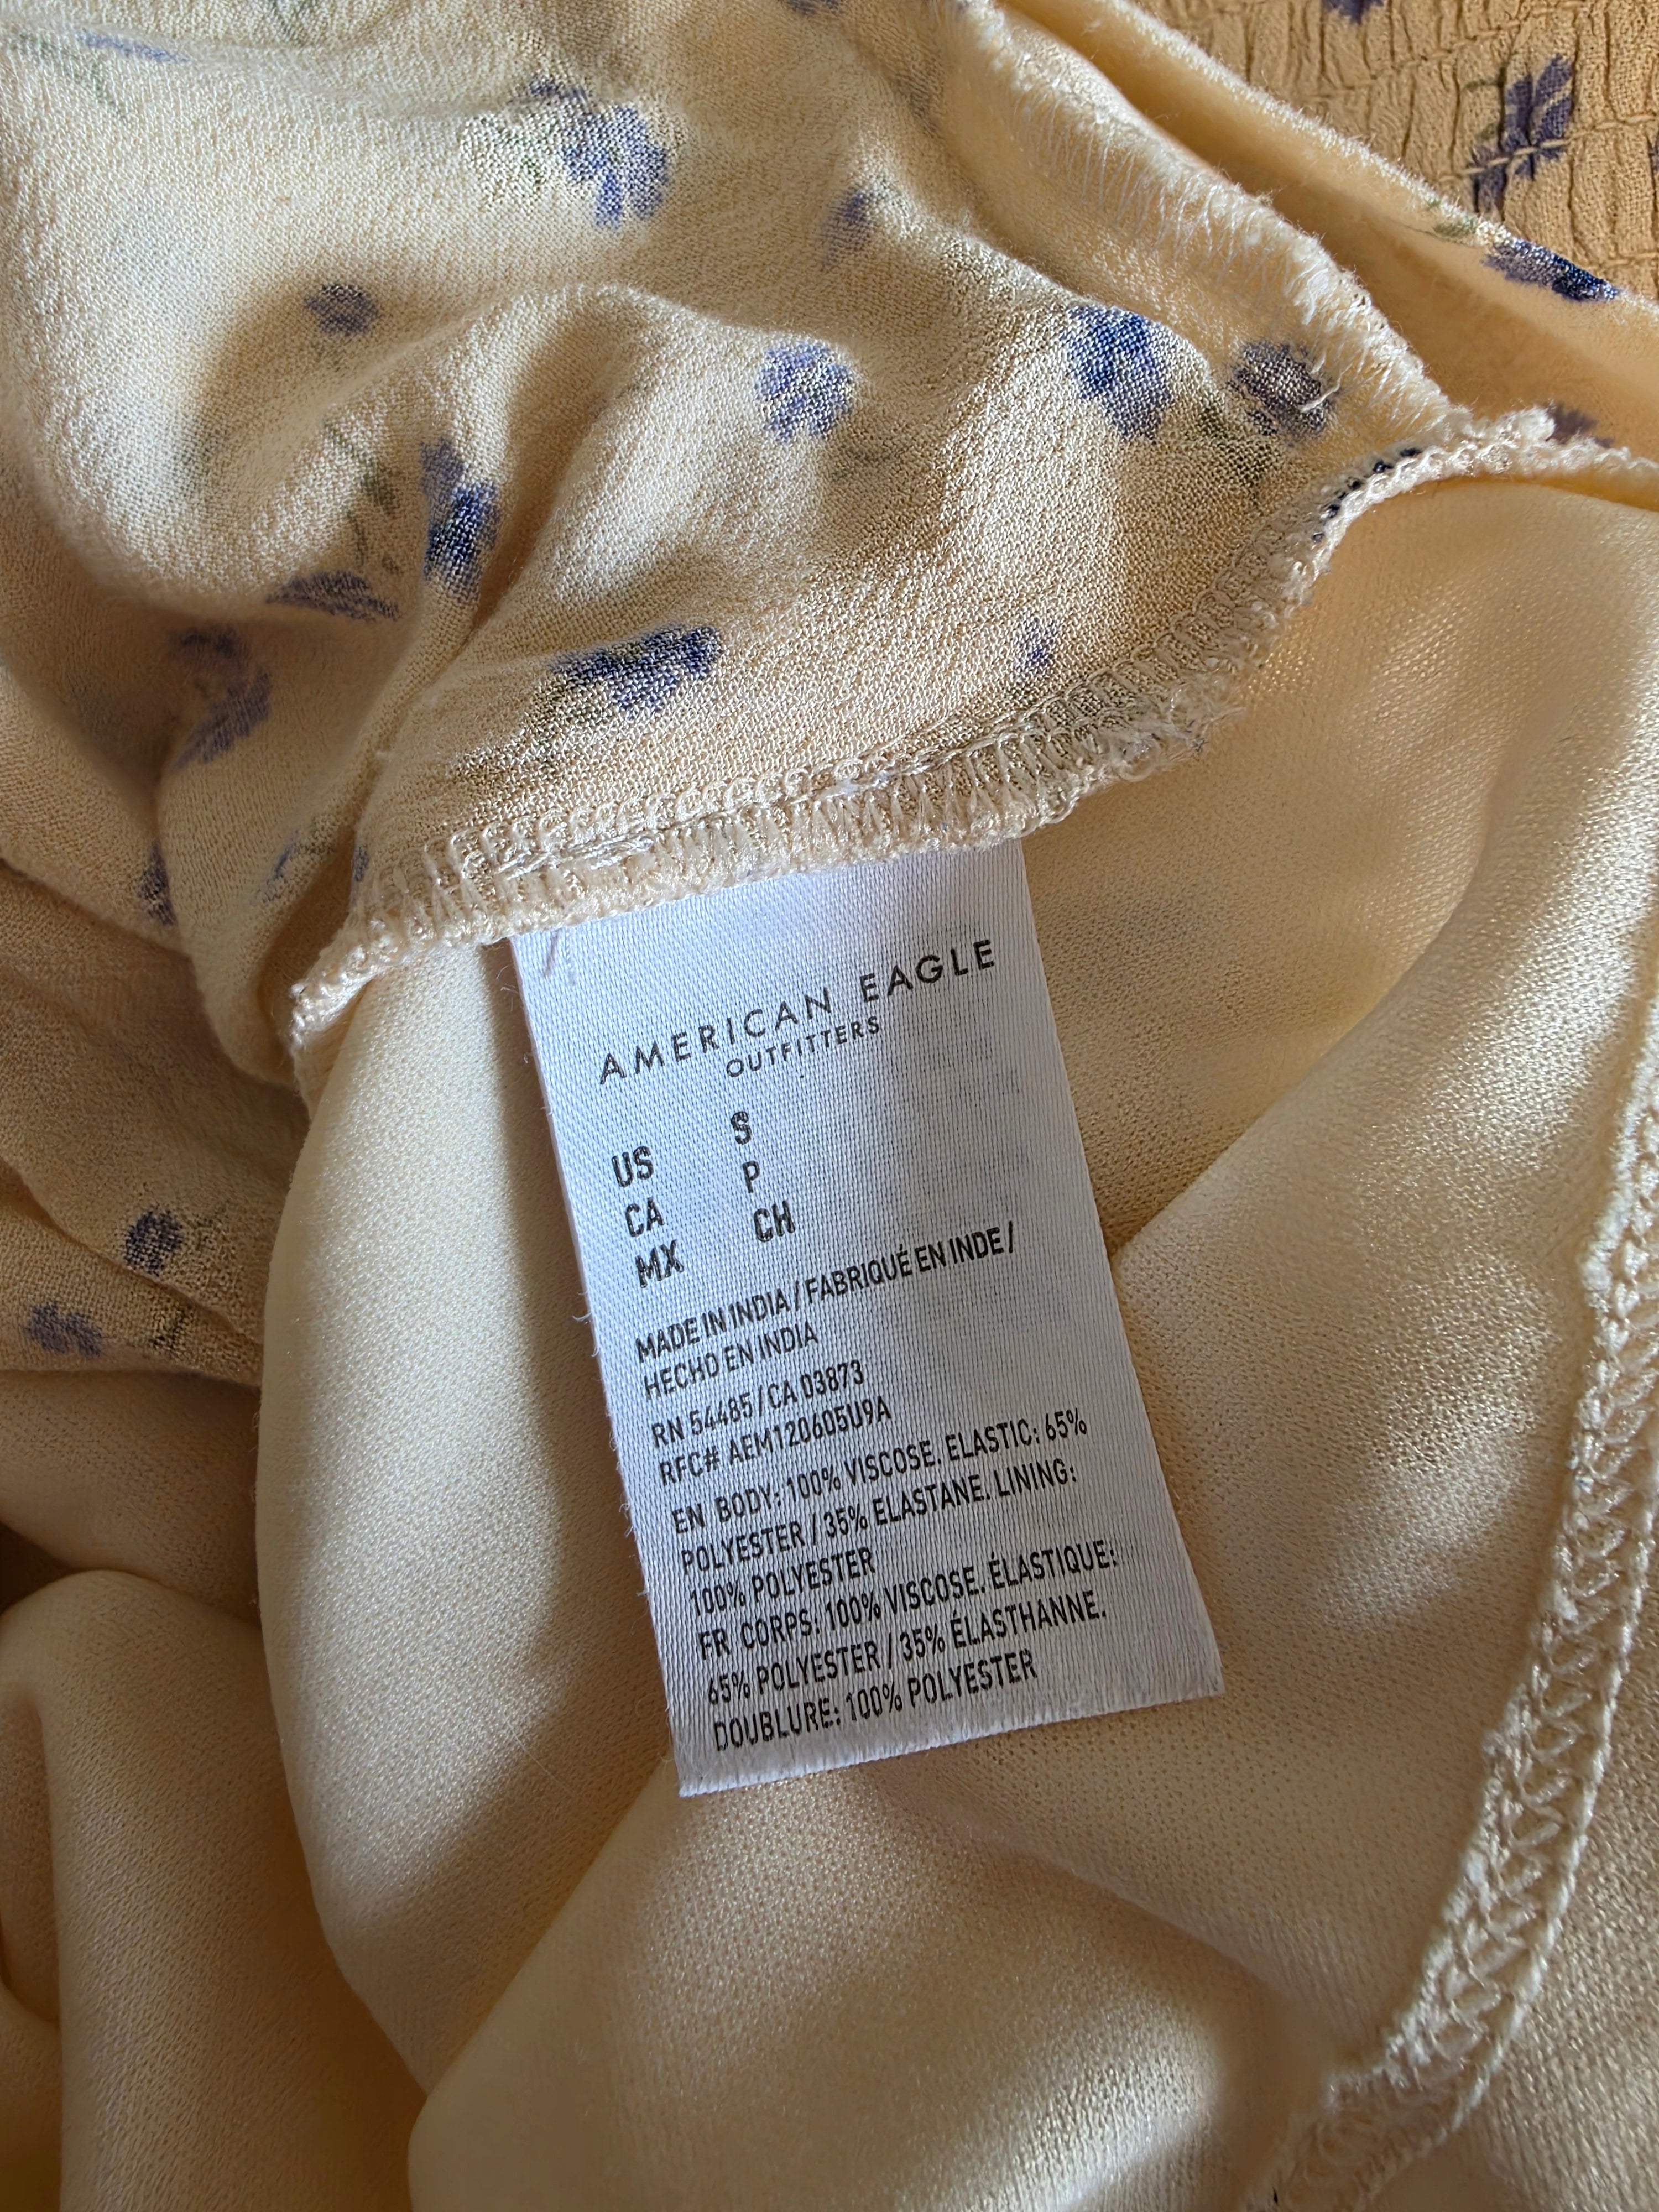 AMERICAN EAGLE
OUTFITTERS
US S
CA P
MX CH
MADE IN INDIA / FABRIQUÉ EN INDE /
HECHO EN INDIA
RN 54485 / CA 03873
RFC# AEM120605U9A
EN BODY: 100% VISCOSE. ELASTIC: 65%
POLYESTER / 35% ELASTANE. LINING:
100% POLYESTER
FR CORPS: 100% VISCOSE. ÉLASTIQUE:
65% POLYESTER / 35% ÉLASTHANNE.
DOUBLURE: 100% POLYESTER